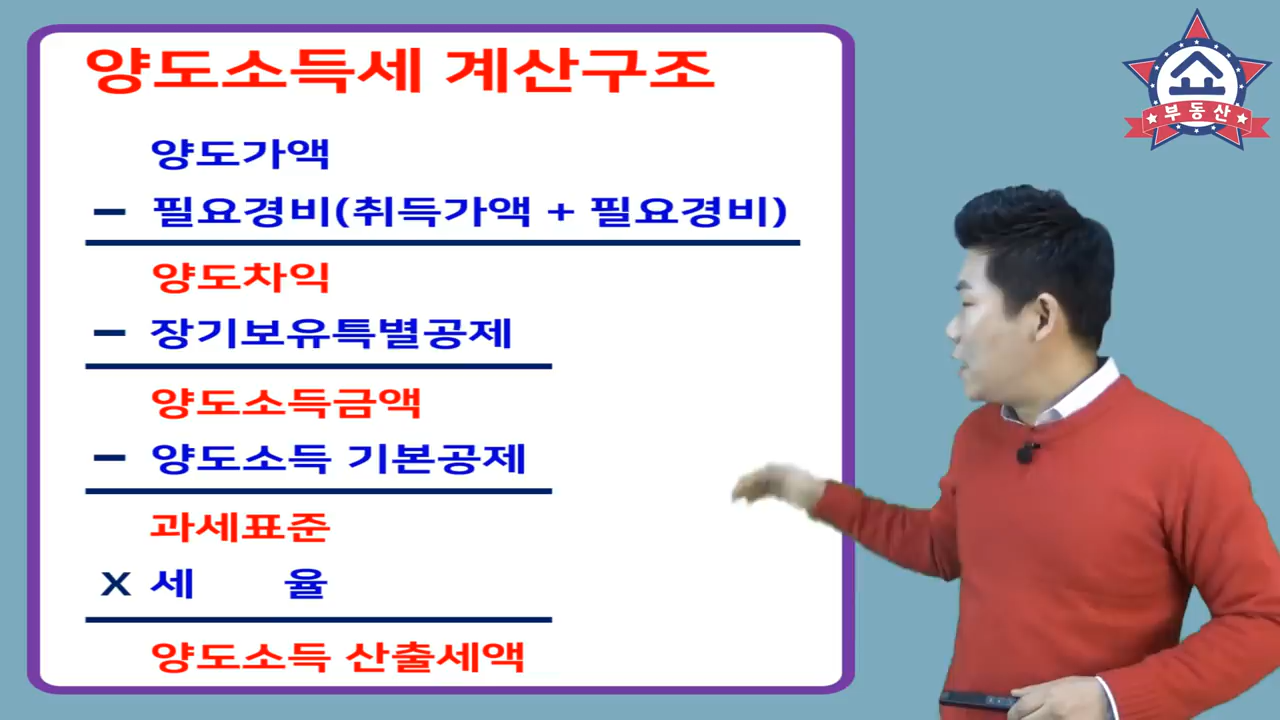 양도소득세 계산구조
양도가액
- 필요경비(취득가액 + 필요경비)
양도차익
- 장기보유특별공제
양도소득금액
- 양도소득 기본공제
과세표준
X 세 율
양도소득 산출세액
쇼
부동산